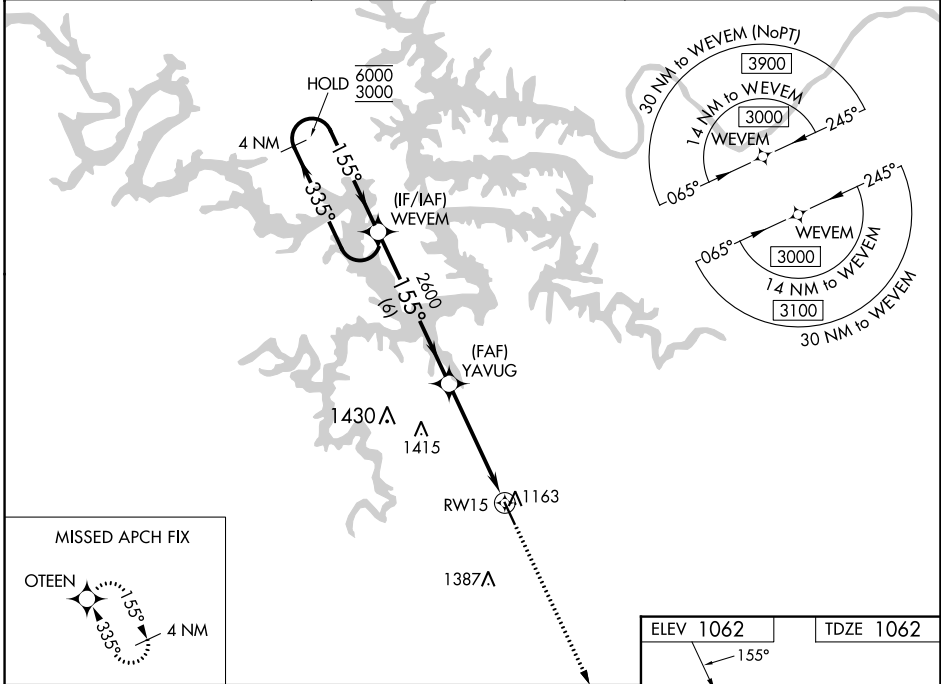 HOLD 6000
3000
4 NM
155°
335°
(IF/IAF)
WEVEM
2600
155°
(6)
(FAF)
YAVUG
1430
1415
RW15
1163
1387
30 NM to WEVEM (NoPT)
3900
14 NM to WEVEM
3000
WEVEM
245°
065°
245°
065°
WEVEM
3000
14 NM to WEVEM
3100
30 NM to WEVEM
MISSED APCH FIX
OTEEN
155°
335°
4 NM
ELEV 1062
TDZE 1062
155°